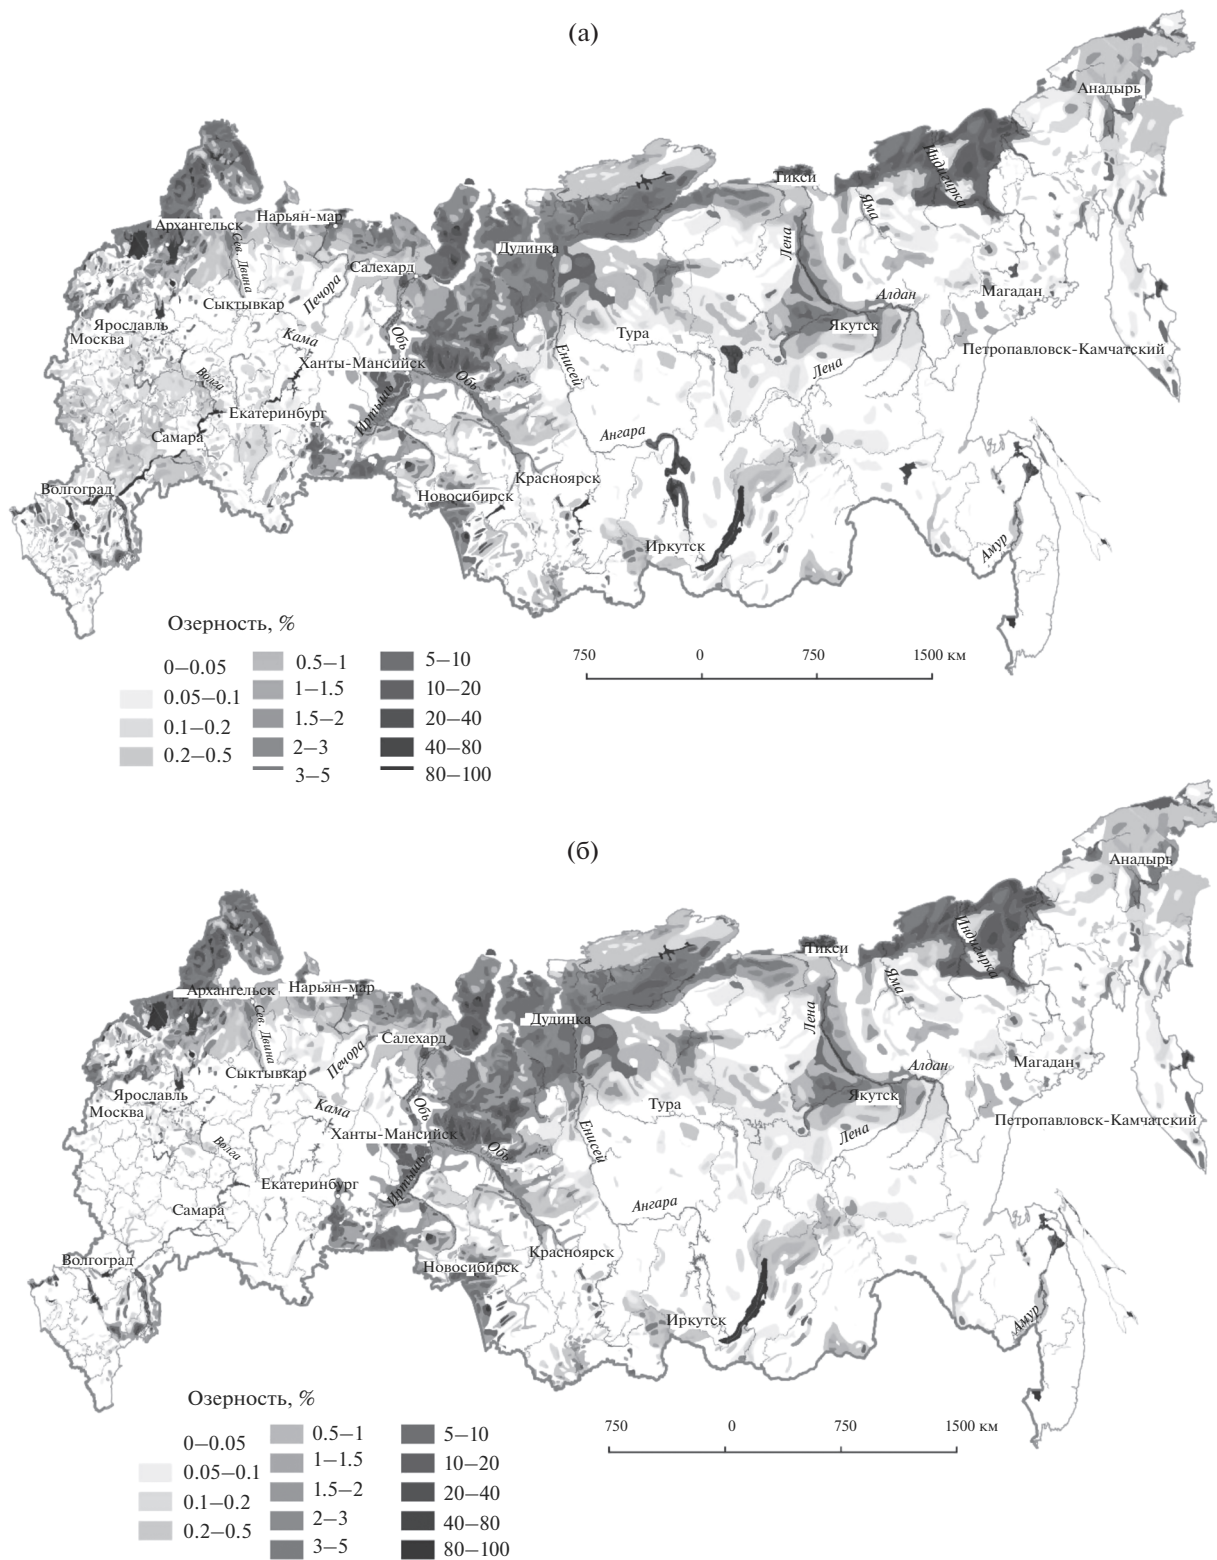 (а)
Анадырь
Индигирка
Тикси
Яма
Нарьян-мар
Архангельск
Сев. Двина
Дудинка
Лена
Салехард
Печора
Сыктывкар
Алдан
Магадан
Ярославль
Москва
Кама
Обь
Тура
Якутск
Петропавловск-Камчатский
Ханты-Мансийск
Енисей
Лена
Волга
Обь
Иртышь
Екатеринбург
Самара
Ангара
Красноярск
Волгоград
Новосибирск
Иркутск
Амур
Озерность, %
0–0.05
0.05–0.1
0.1–0.2
0.2–0.5
0.5–1
1–1.5
1.5–2
2–3
3–5
5–10
10–20
20–40
40–80
80–100
750 0 750 1500 км
(б)
Анадырь
Индигирка
Тикси
Яма
Архангельск
Нарьян-мар
Сев. Двина
Дудинка
Лена
Салехард
Печора
Сыктывкар
Алдан
Магадан
Ярославль
Москва
Кама
Обь
Тура
Якутск
Петропавловск-Камчатский
Ханты-Мансийск
Енисей
Лена
Волга
Обь
Иртышь
Екатеринбург
Самара
Ангара
Красноярск
Волгоград
Новосибирск
Иркутск
Амур
Озерность, %
0–0.05
0.05–0.1
0.1–0.2
0.2–0.5
0.5–1
1–1.5
1.5–2
2–3
3–5
5–10
10–20
20–40
40–80
80–100
750 0 750 1500 км